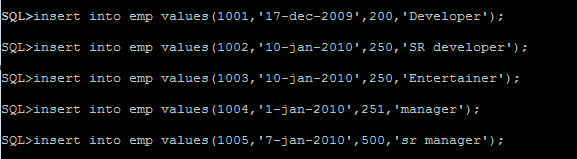 SQL>insert into emp values(1001,'17-dec-2009',200,'Developer');
SQL>insert into emp values(1002,'10-jan-2010',250,'SR developer');
SQL>insert into emp values(1003,'10-jan-2010',250,'Entertainer');
SQL>insert into emp values(1004,'1-jan-2010',251,'manager');
SQL>insert into emp values(1005,'7-jan-2010',500,'sr manager');